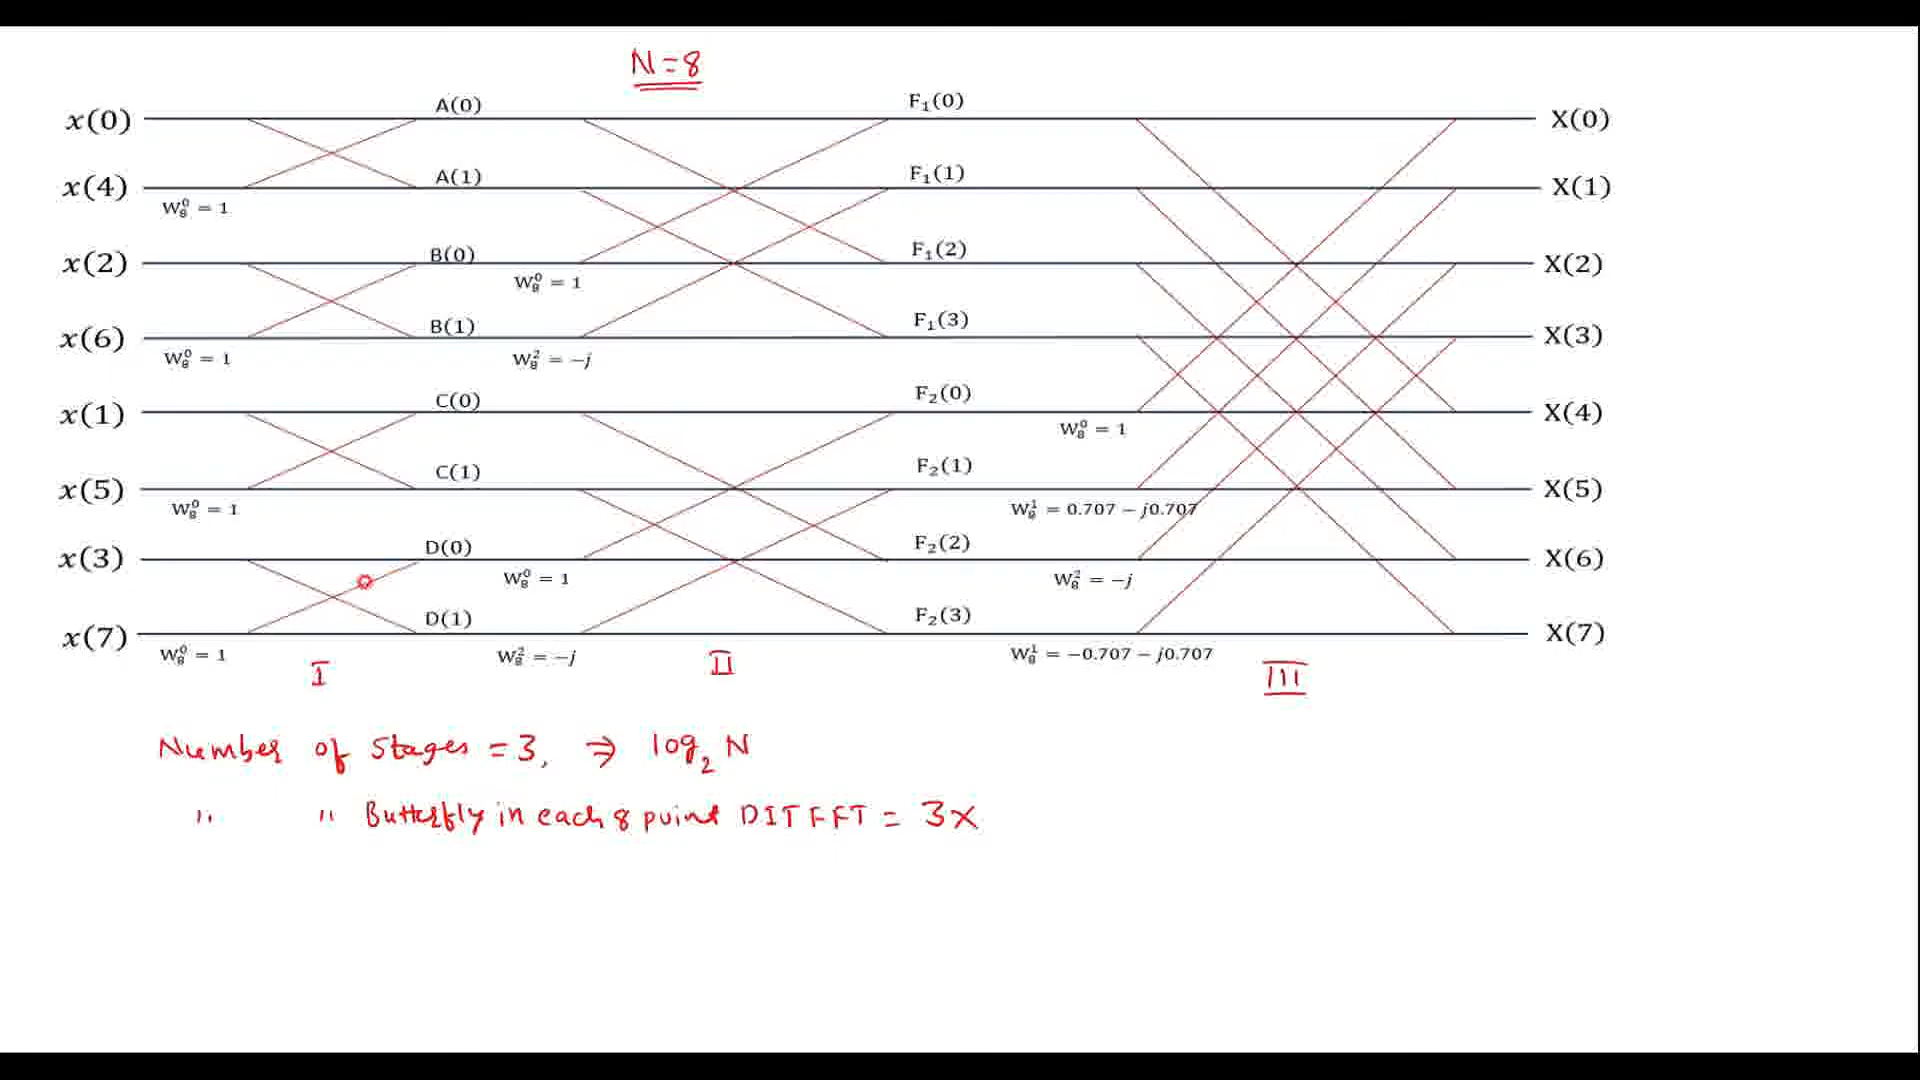 N=8
x(0) A(0) F₁(0) X(0)
x(4) A(1) F₁(1) X(1)
W₈⁰ = 1
x(2) B(0) F₁(2) X(2)
W₈⁰ = 1
x(6) B(1) F₁(3) X(3)
W₈⁰ = 1 W₈² = −j
x(1) C(0) F₂(0) X(4)
W₈⁰ = 1
x(5) C(1) F₂(1) X(5)
W₈⁰ = 1 W₈¹ = 0.707 − j0.707
x(3) D(0) F₂(2) X(6)
W₈⁰ = 1 W₈² = −j
x(7) D(1) F₂(3) X(7)
W₈⁰ = 1 W₈² = −j W₈¹ = −0.707 − j0.707
I II III
Number of stages = 3, ⇒ log₂ N
" " Butterfly in each 8 point DITFFT = 3×